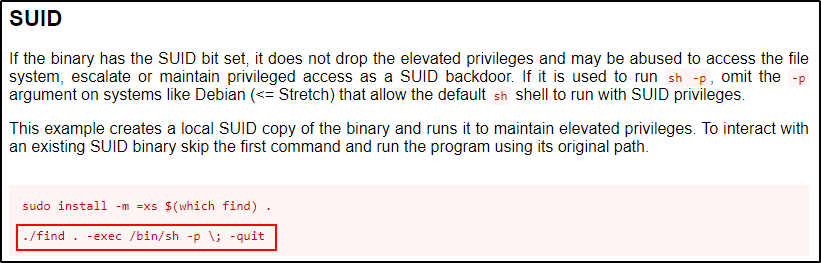 SUID
If the binary has the SUID bit set, it does not drop the elevated privileges and may be abused to access the file
system, escalate or maintain privileged access as a SUID backdoor. If it is used to run sh -p, omit the -p
argument on systems like Debian (<= Stretch) that allow the default sh shell to run with SUID privileges.
This example creates a local SUID copy of the binary and runs it to maintain elevated privileges. To interact with
an existing SUID binary skip the first command and run the program using its original path.
sudo install -m =xs $(which find) .
./find . -exec /bin/sh -p \; -quit